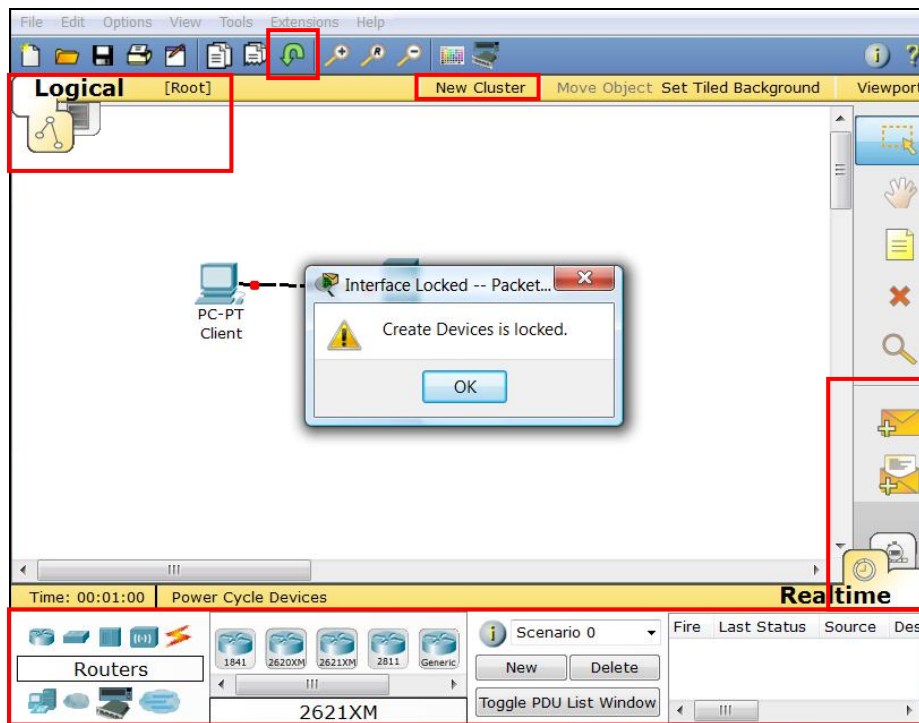 File Edit Options View Tools Extensions Help
Logical [Root] New Cluster Move Object Set Tiled Background Viewport
PC-PT
Client
Interface Locked -- Packet...
Create Devices is locked.
OK
Time: 00:01:00 Power Cycle Devices Realtime
Routers
1841 2620XM 2621XM 2811 Generic
2621XM
Scenario 0
New Delete
Toggle PDU List Window
Fire Last Status Source Des